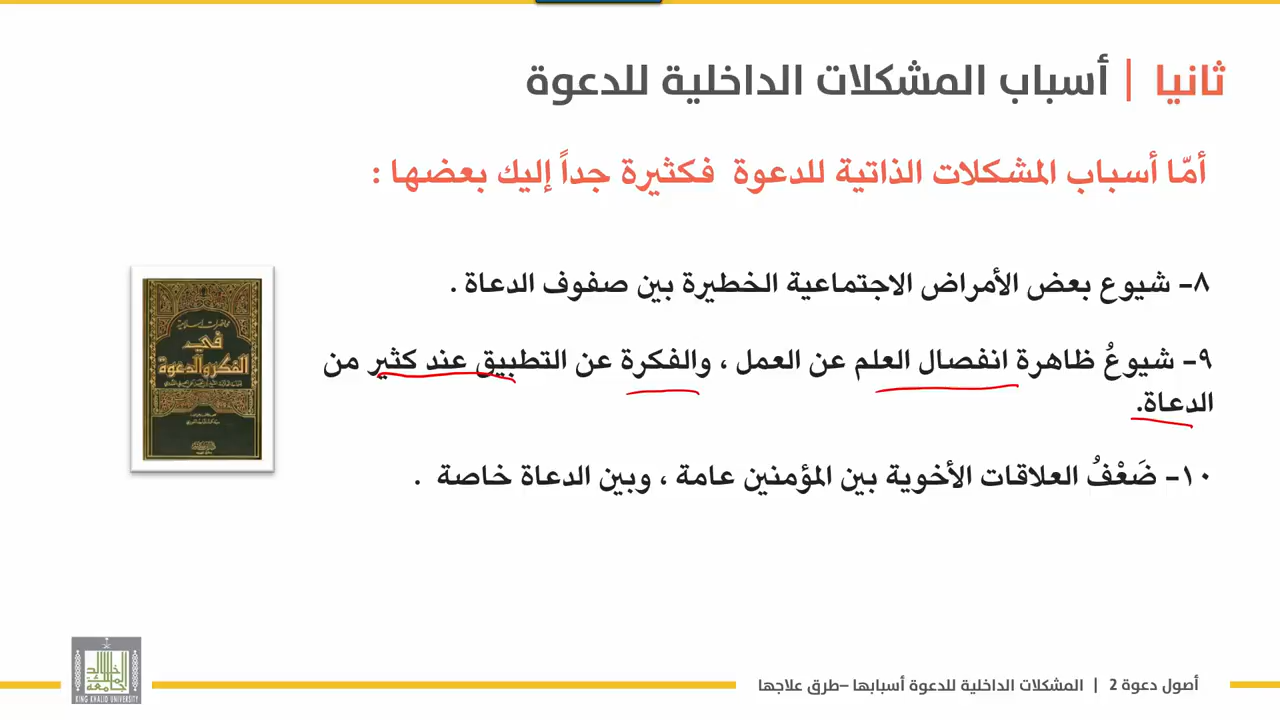 ثانيا | أسباب المشكلات الداخلية للدعوة
أمّا أسباب المشكلات الذاتية للدعوة فكثيرة جداً إليك بعضها :
٨- شيوع بعض الأمراض الاجتماعية الخطيرة بين صفوف الدعاة .
٩- شيوعُ ظاهرة انفصال العلم عن العمل ، والفكرة عن التطبيق عند كثير من
الدعاة.
١٠- ضَعْفُ العلاقات الأخوية بين المؤمنين عامة ، وبين الدعاة خاصة .
محاضرات إسلامية
في
الفكر والدعوة
جامعة الملك خالد
KING KHALID UNIVERSITY
أصول دعوة 2 | المشكلات الداخلية للدعوة أسبابها –طرق علاجها